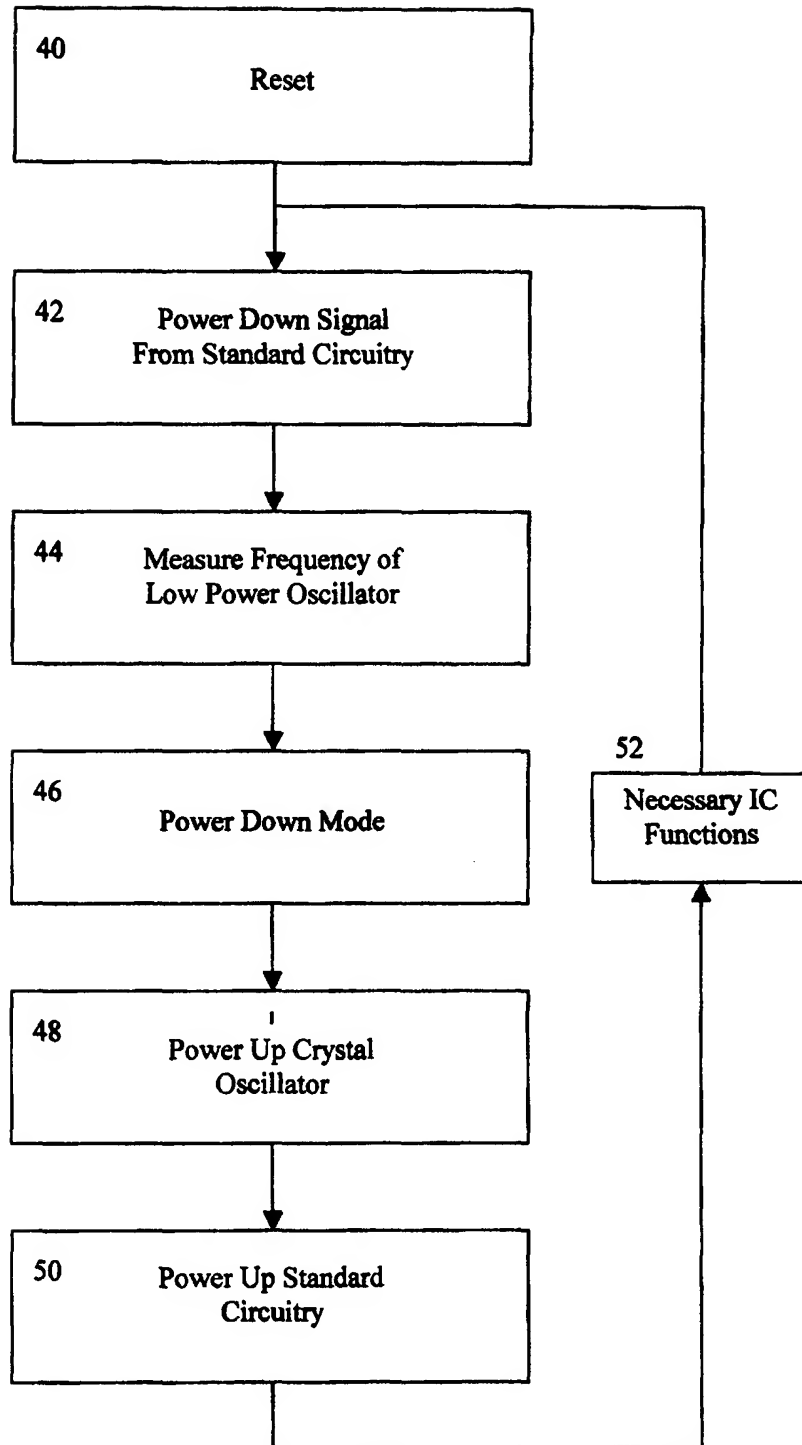 40
Reset
42
Power Down Signal
From Standard Circuitry
44
Measure Frequency of
Low Power Oscillator
46
Power Down Mode
52
Necessary IC
Functions
48
Power Up Crystal
Oscillator
50
Power Up Standard
Circuitry